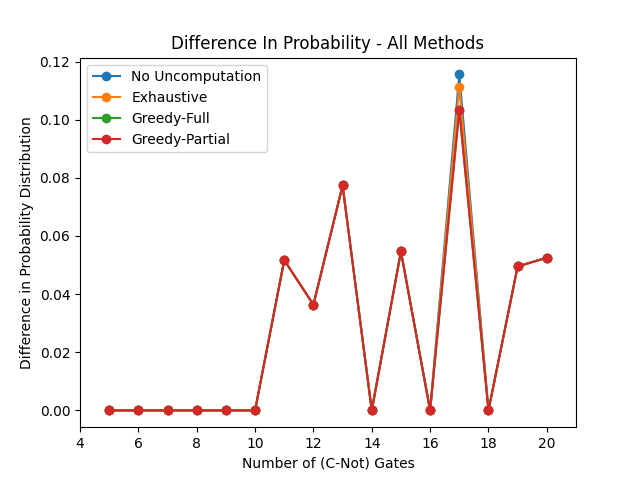 Difference In Probability - All Methods
No Uncomputation
Exhaustive
Greedy-Full
Greedy-Partial
Difference in Probability Distribution
0.12
0.10
0.08
0.06
0.04
0.02
0.00
4 6 8 10 12 14 16 18 20
Number of (C-Not) Gates